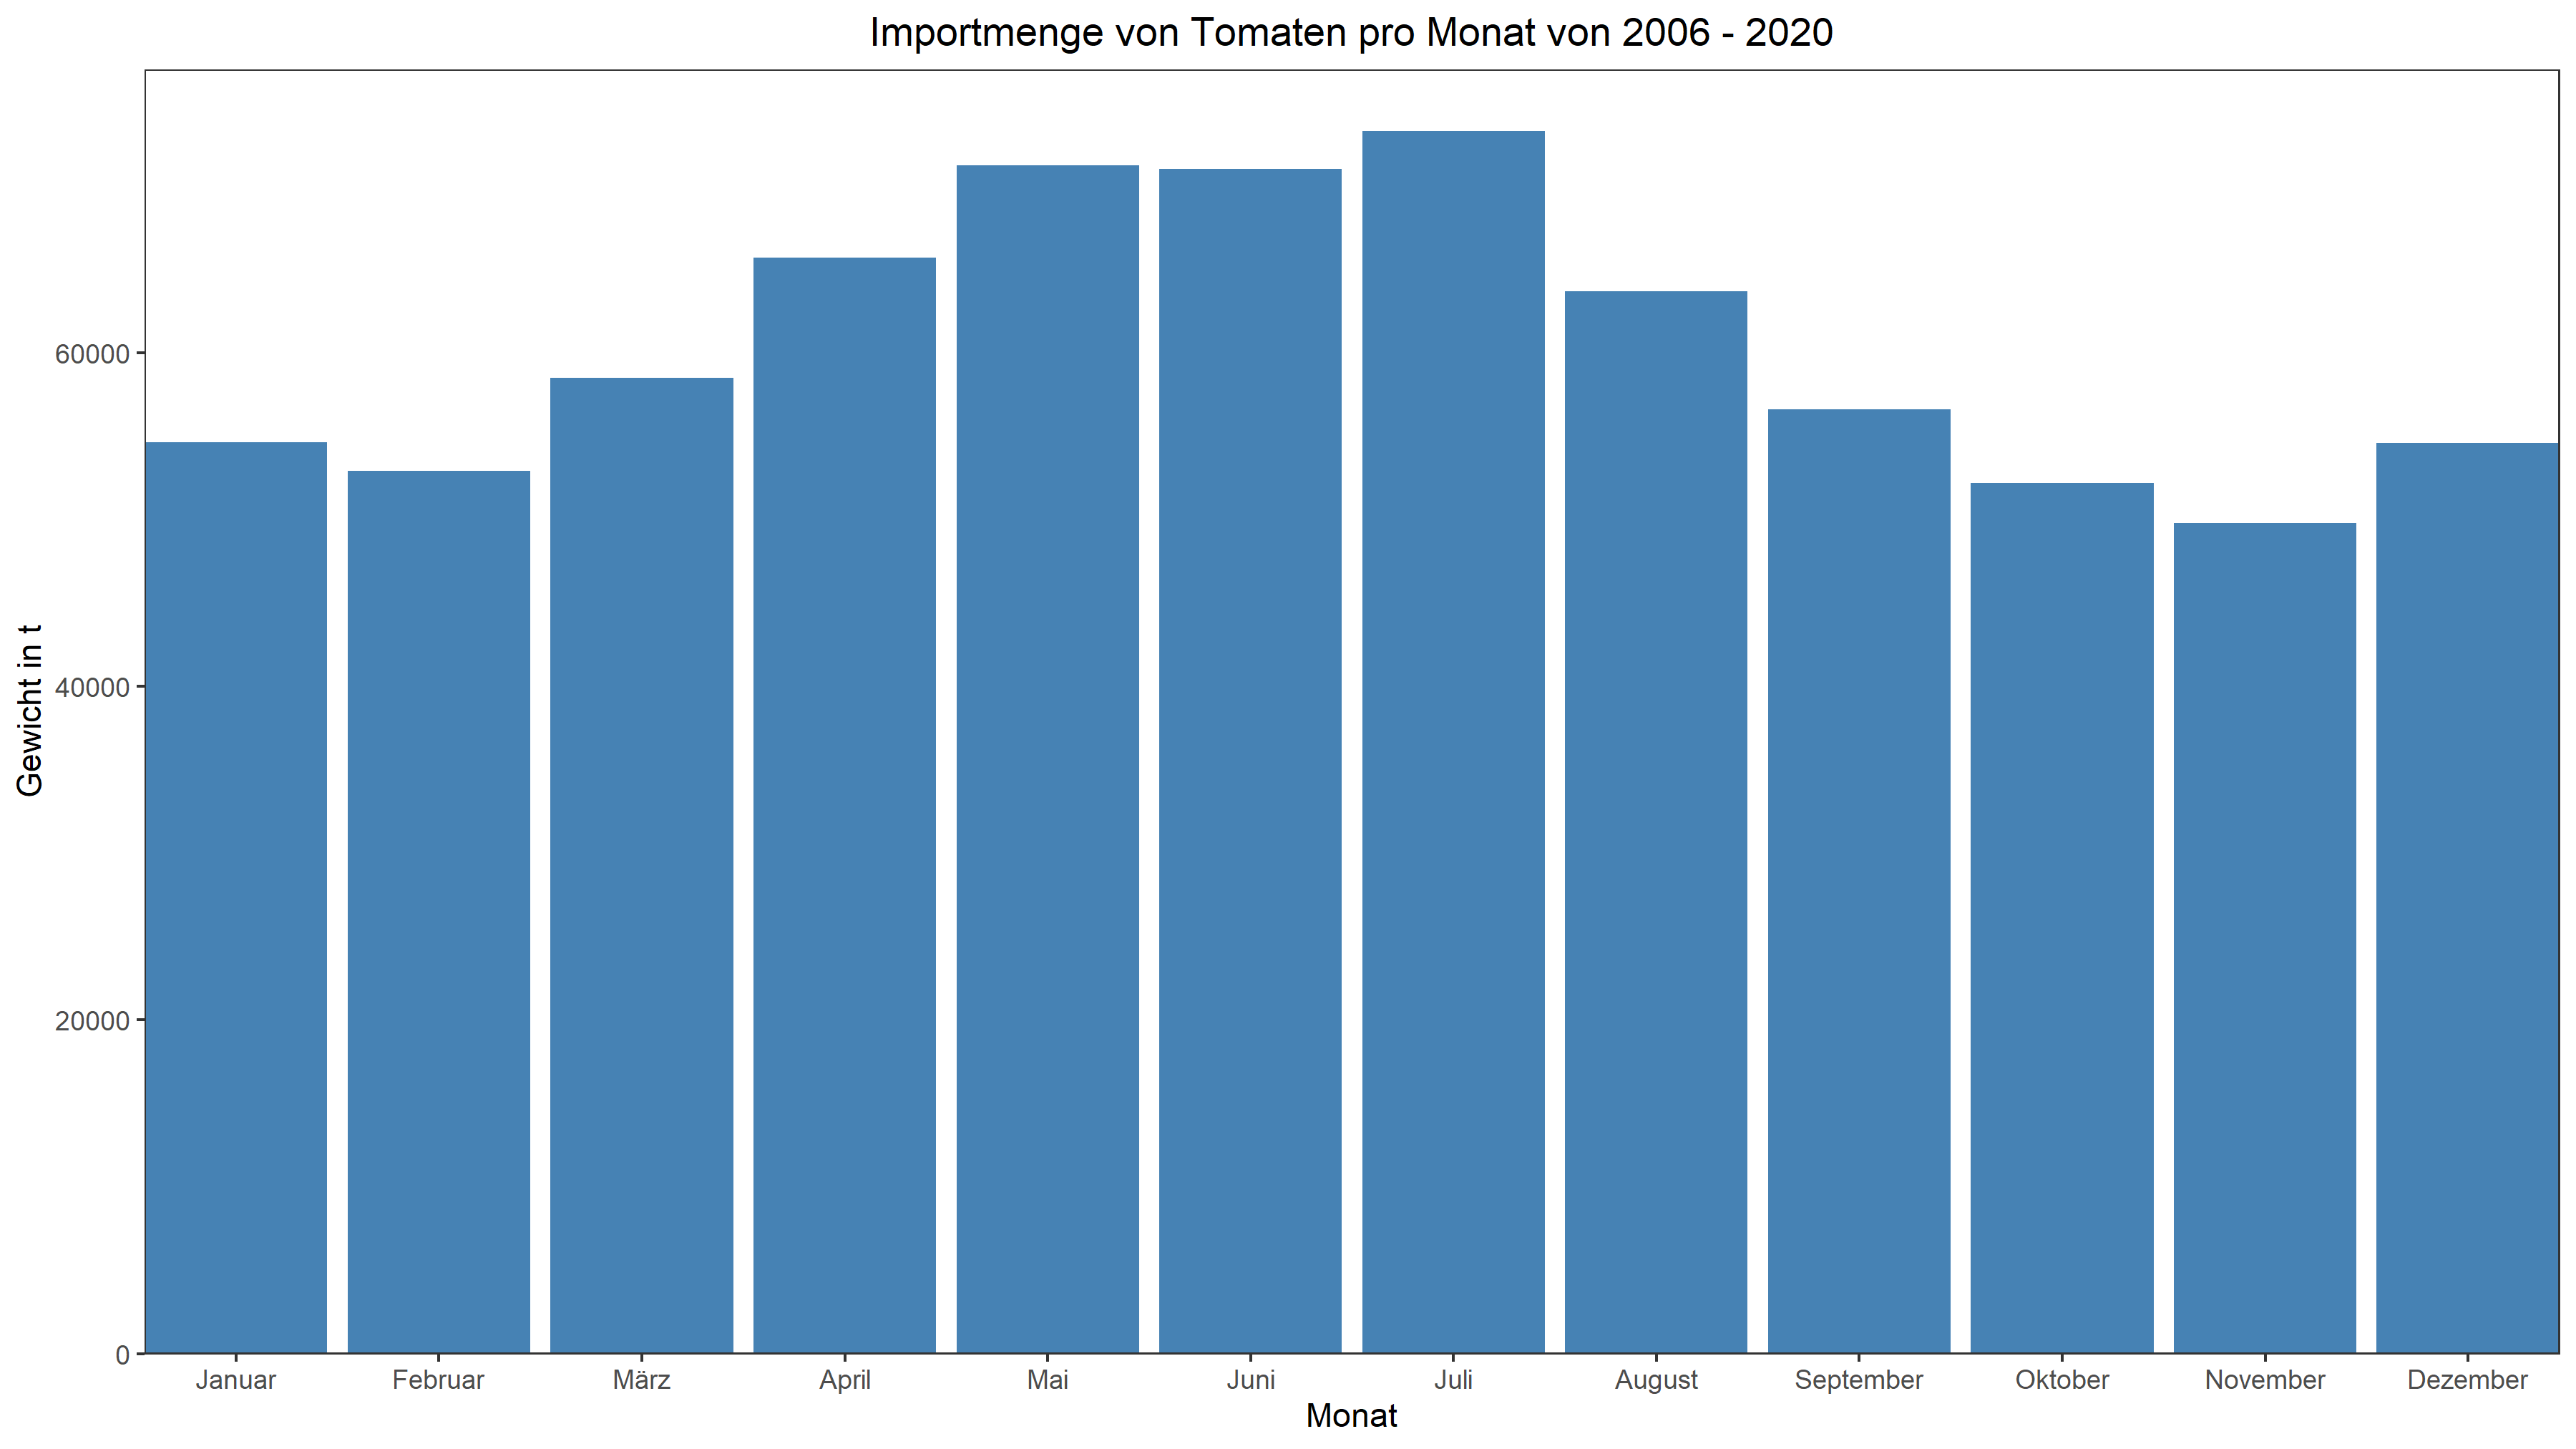 Importmenge von Tomaten pro Monat von 2006 - 2020
Gewicht in t
60000
40000
20000
0
Januar Februar März April Mai Juni Juli August September Oktober November Dezember
Monat